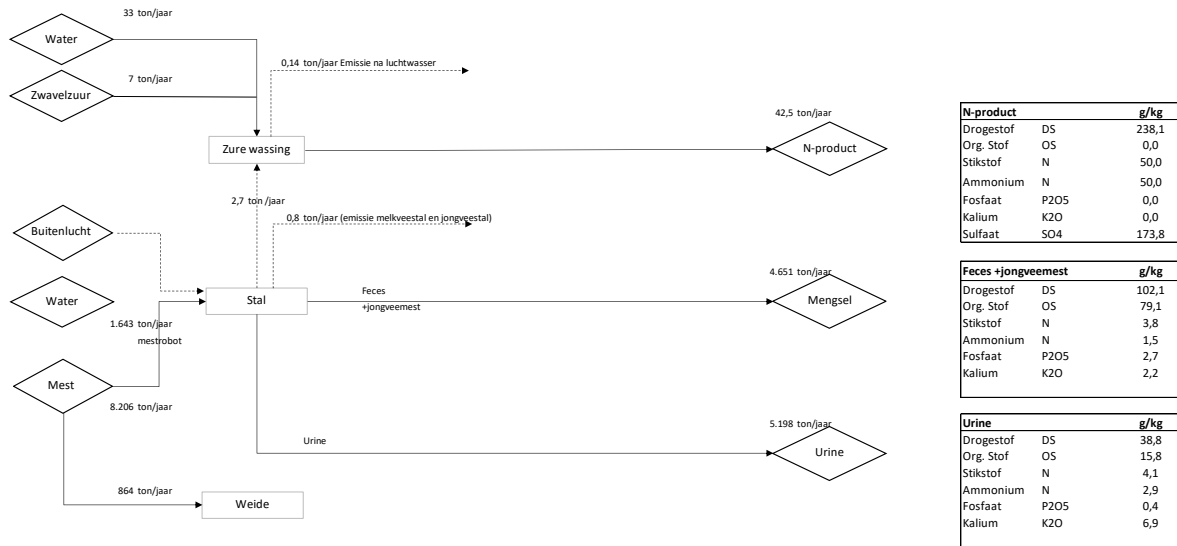 33 ton/jaar
Water
0,14 ton/jaar Emissie na luchtwasser
7 ton/jaar
Zwavelzuur
42,5 ton/jaar
Zure wassing
N-product
2,7 ton /jaar
0,8 ton/jaar (emissie melkveestal en jongveestal)
Buitenlucht
4.651 ton/jaar
Feces
Water
Stal
Mengsel
+jongveemest
1.643 ton/jaar
mestrobot
Mest
8.206 ton/jaar
5.198 ton/jaar
Urine
Urine
864 ton/jaar
Weide
N-product g/kg
Drogestof DS 238,1
Org. Stof OS 0,0
Stikstof N 50,0
Ammonium N 50,0
Fosfaat P2O5 0,0
Kalium K2O 0,0
Sulfaat SO4 173,8
Feces +jongveemest g/kg
Drogestof DS 102,1
Org. Stof OS 79,1
Stikstof N 3,8
Ammonium N 1,5
Fosfaat P2O5 2,7
Kalium K2O 2,2
Urine g/kg
Drogestof DS 38,8
Org. Stof OS 15,8
Stikstof N 4,1
Ammonium N 2,9
Fosfaat P2O5 0,4
Kalium K2O 6,9